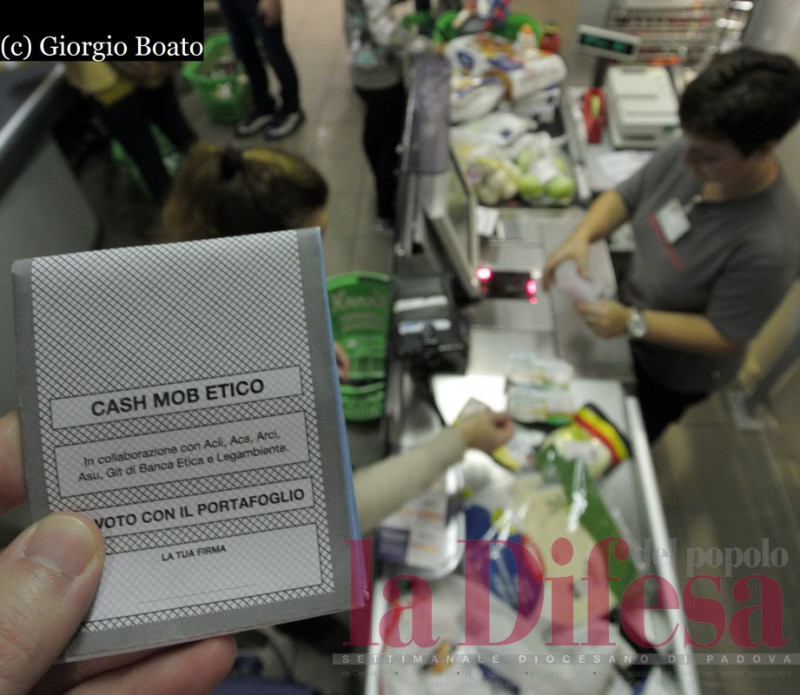 (c) Giorgio Boato
CASH MOB ETICO
In collaborazione con Acli, Acs, Arci,
Asu, Git di Banca Etica e Legambiente.
VOTO CON IL PORTAFOGLIO
LA TUA FIRMA
del popolo
la Difesa
SETTIMANALE DIOCESANO DI PADOVA